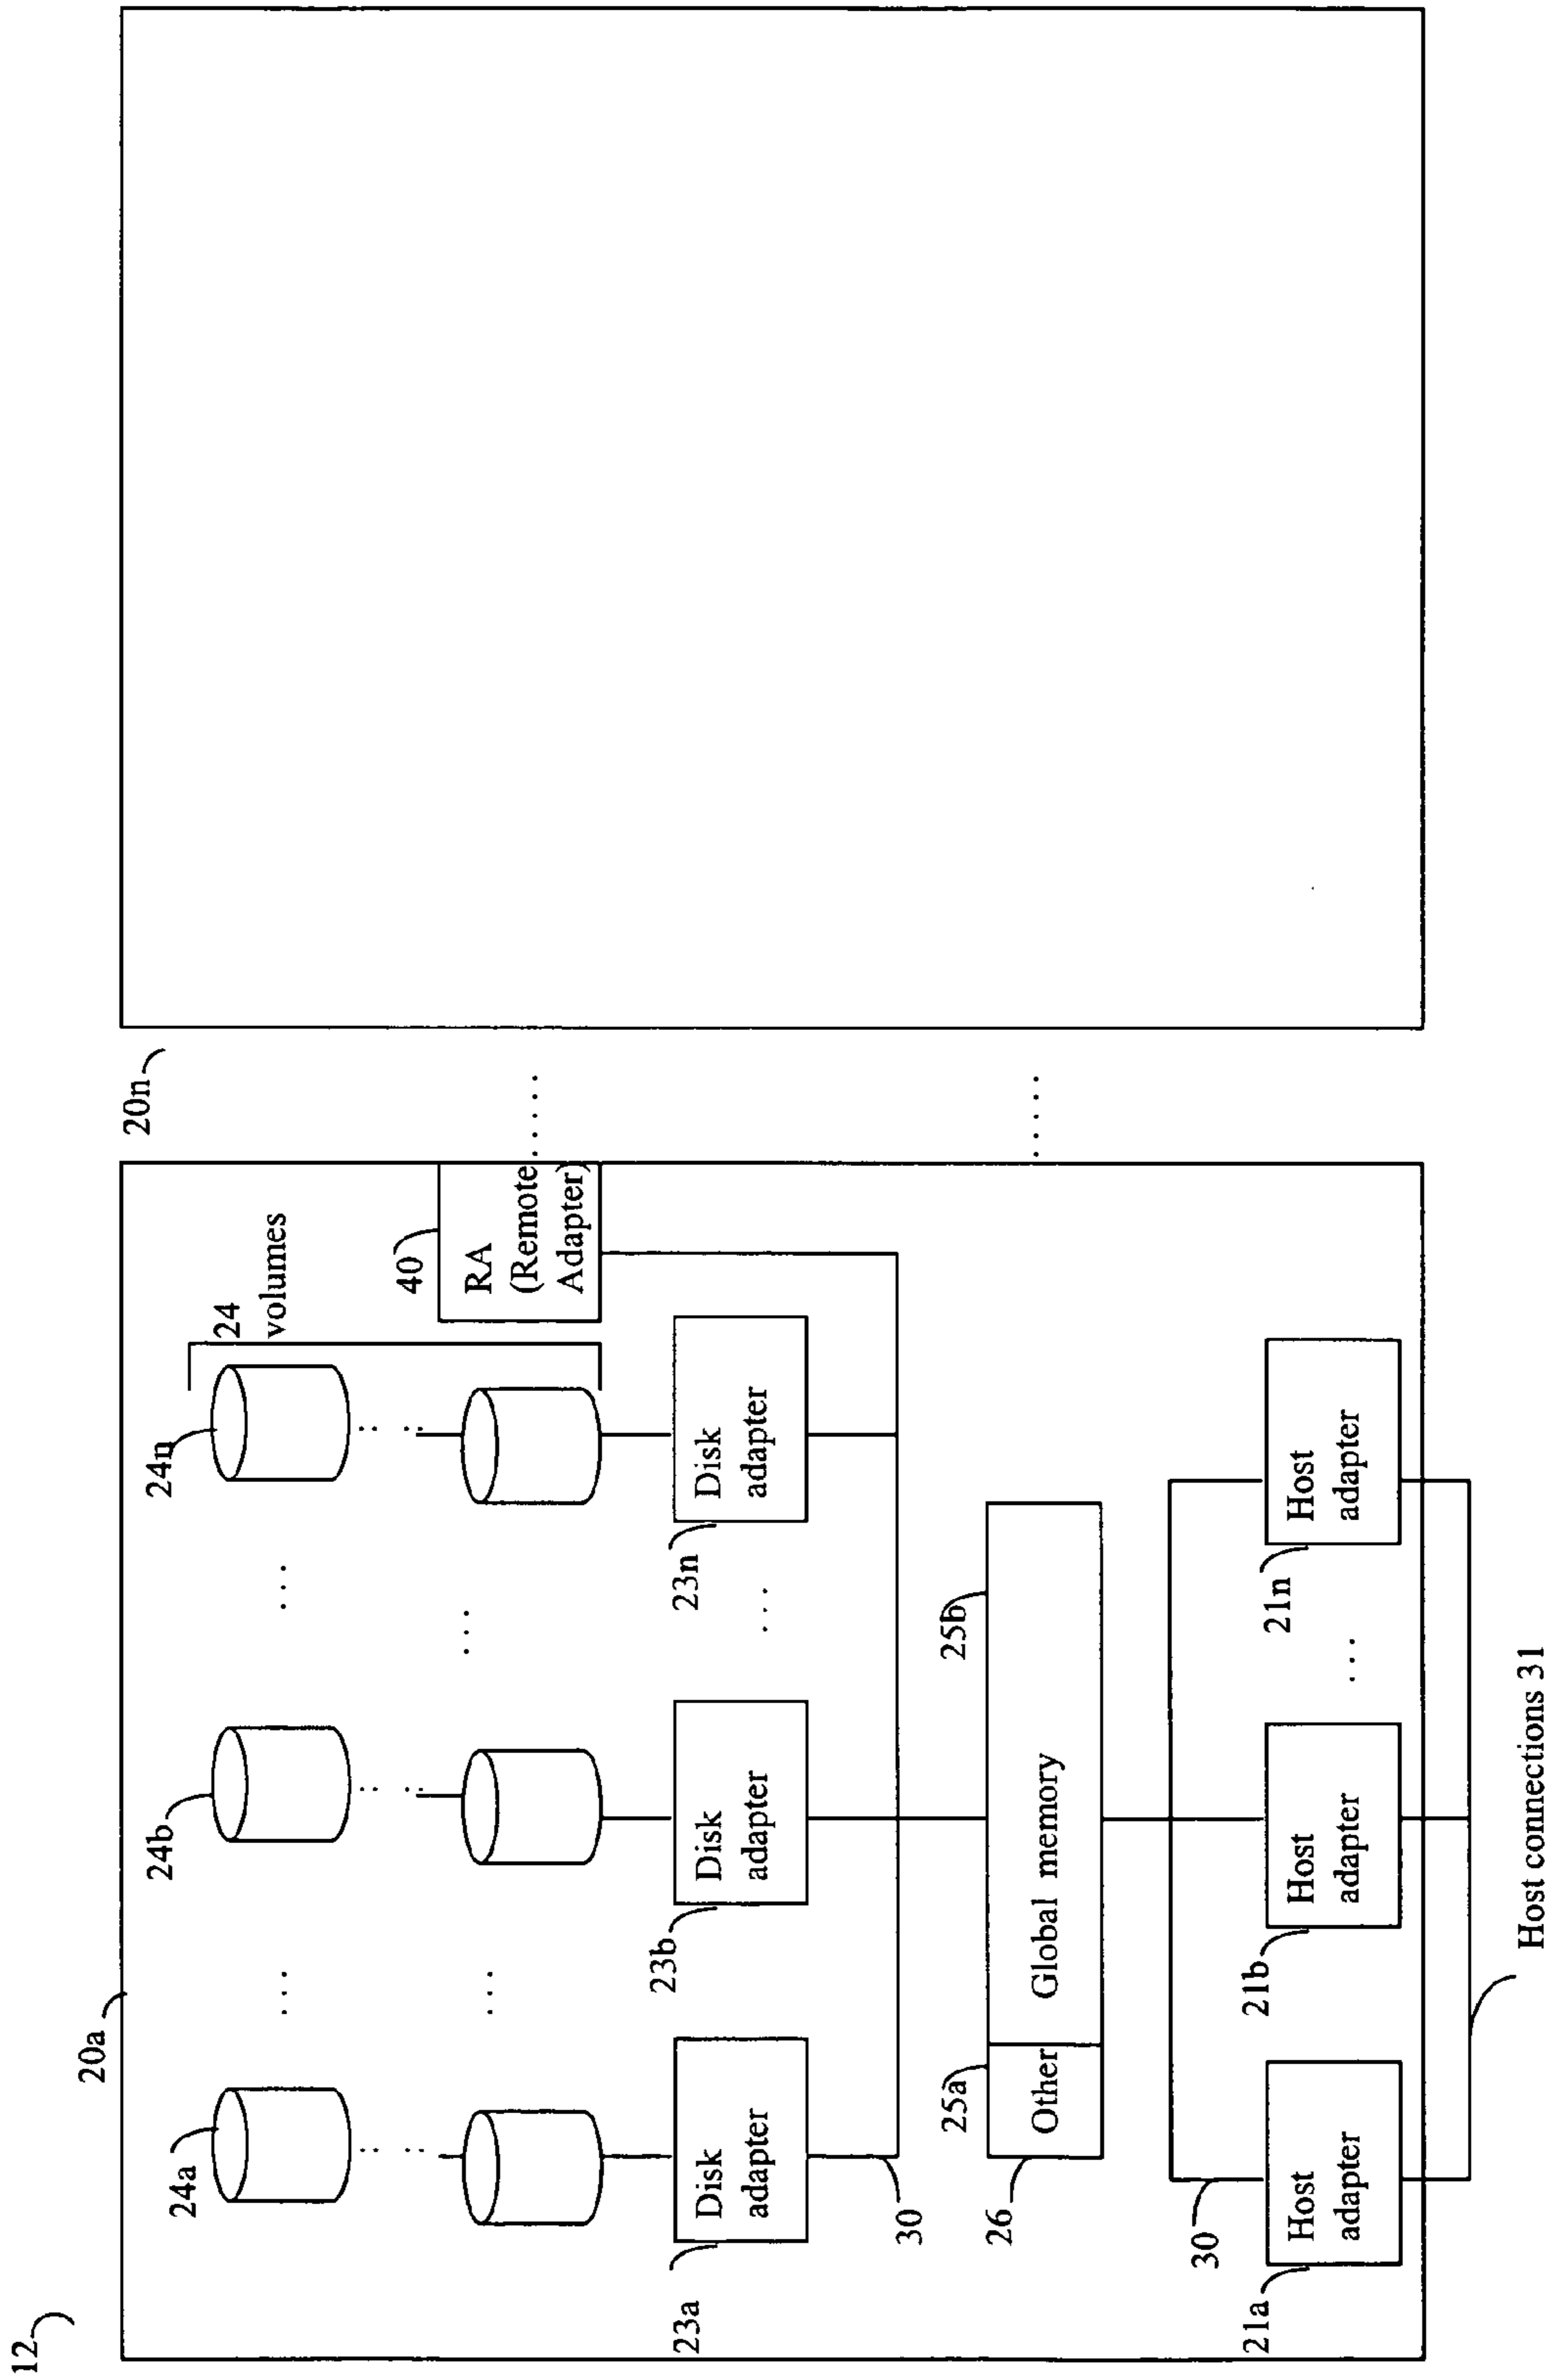 12
20a
20n
24a
24b
24n
24
volumes
40
RA
(Remote
Adapter)
23a
Disk
adapter
23b
Disk
adapter
23n
Disk
adapter
30
25a
25b
26
Other
Global memory
30
21a
Host
adapter
21b
Host
adapter
21n
Host
adapter
Host connections 31